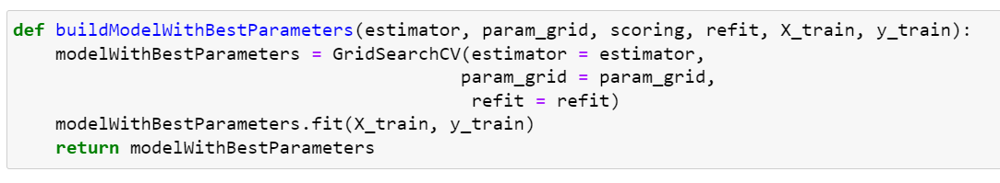 def buildModelWithBestParameters(estimator, param_grid, scoring, refit, X_train, y_train):
    modelWithBestParameters = GridSearchCV(estimator = estimator,
                                           param_grid = param_grid,
                                            refit = refit)
    modelWithBestParameters.fit(X_train, y_train)
    return modelWithBestParameters